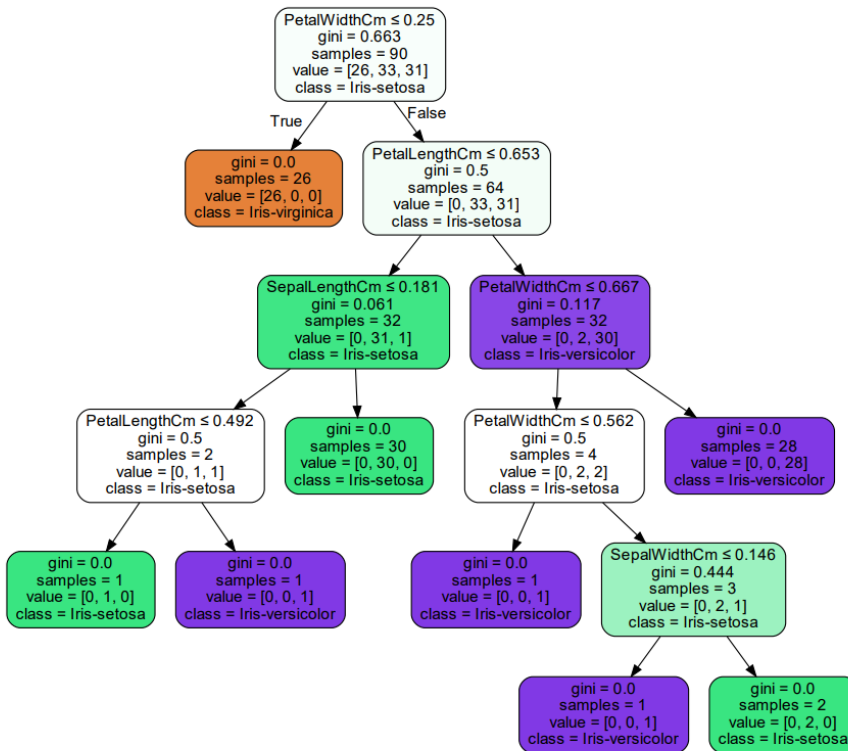 PetalWidthCm ≤ 0.25
gini = 0.663
samples = 90
value = [26, 33, 31]
class = Iris-setosa
True
False
gini = 0.0
samples = 26
value = [26, 0, 0]
class = Iris-virginica
PetalLengthCm ≤ 0.653
gini = 0.5
samples = 64
value = [0, 33, 31]
class = Iris-setosa
SepalLengthCm ≤ 0.181
gini = 0.061
samples = 32
value = [0, 31, 1]
class = Iris-setosa
PetalWidthCm ≤ 0.667
gini = 0.117
samples = 32
value = [0, 2, 30]
class = Iris-versicolor
PetalLengthCm ≤ 0.492
gini = 0.5
samples = 2
value = [0, 1, 1]
class = Iris-setosa
gini = 0.0
samples = 30
value = [0, 30, 0]
class = Iris-setosa
PetalWidthCm ≤ 0.562
gini = 0.5
samples = 4
value = [0, 2, 2]
class = Iris-setosa
gini = 0.0
samples = 28
value = [0, 0, 28]
class = Iris-versicolor
gini = 0.0
samples = 1
value = [0, 1, 0]
class = Iris-setosa
gini = 0.0
samples = 1
value = [0, 0, 1]
class = Iris-versicolor
gini = 0.0
samples = 1
value = [0, 0, 1]
class = Iris-versicolor
SepalWidthCm ≤ 0.146
gini = 0.444
samples = 3
value = [0, 2, 1]
class = Iris-setosa
gini = 0.0
samples = 1
value = [0, 0, 1]
class = Iris-versicolor
gini = 0.0
samples = 2
value = [0, 2, 0]
class = Iris-setosa